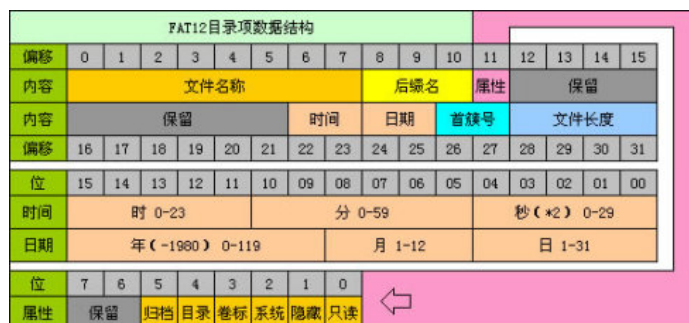 FAT12目录项数据结构
偏移 0 1 2 3 4 5 6 7 8 9 10 11 12 13 14 15
内容 文件名称 后缀名 属性 保留
内容 保留 时间 日期 首簇号 文件长度
偏移 16 17 18 19 20 21 22 23 24 25 26 27 28 29 30 31
位 15 14 13 12 11 10 09 08 07 06 05 04 03 02 01 00
时间 时 0-23 分 0-59 秒(*2) 0-29
日期 年(-1980) 0-119 月 1-12 日 1-31
位 7 6 5 4 3 2 1 0
属性 保留 归档 目录 卷标 系统 隐藏 只读